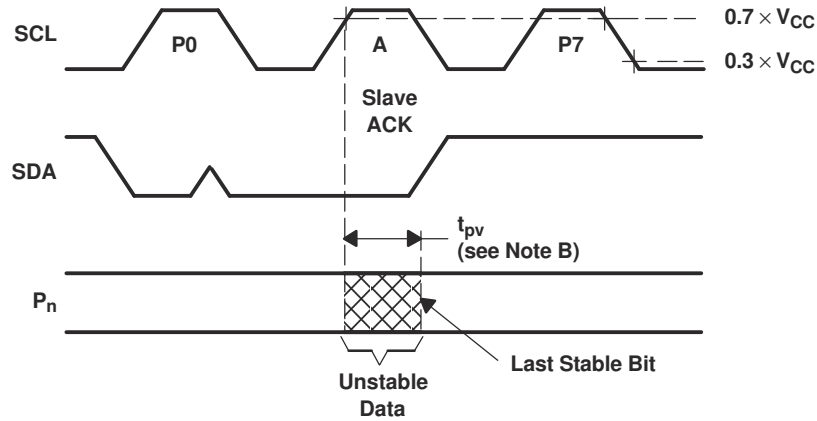 SCL
P0
A
P7
0.7 × VCC
0.3 × VCC
Slave
ACK
SDA
tpv
(see Note B)
Pn
Last Stable Bit
Unstable
Data